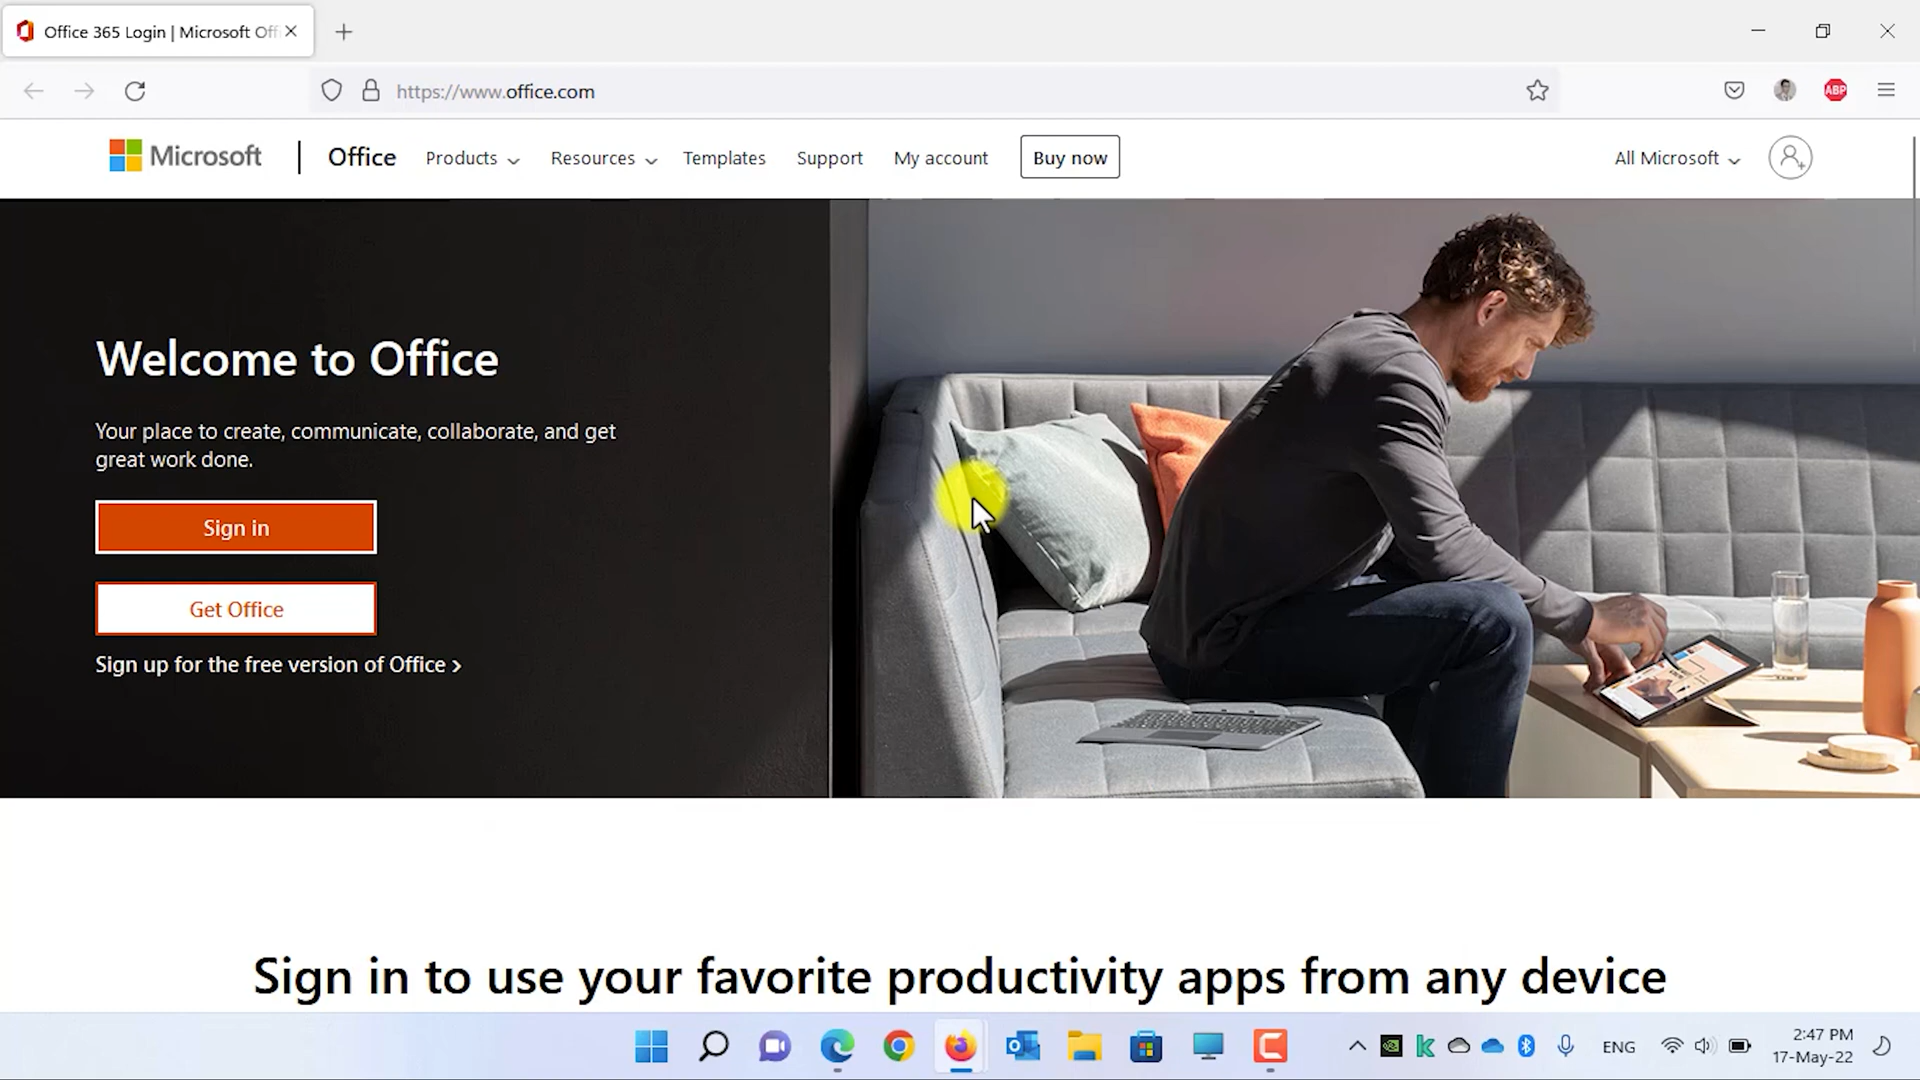 Office 365 Login | Microsoft Off
https://www.office.com
ABP
Microsoft
Office
Products
Resources
Templates
Support
My account
Buy now
All Microsoft
Welcome to Office
Your place to create, communicate, collaborate, and get
great work done.
Sign in
Get Office
Sign up for the free version of Office >
Sign in to use your favorite productivity apps from any device
ENG
2:47 PM
17-May-22